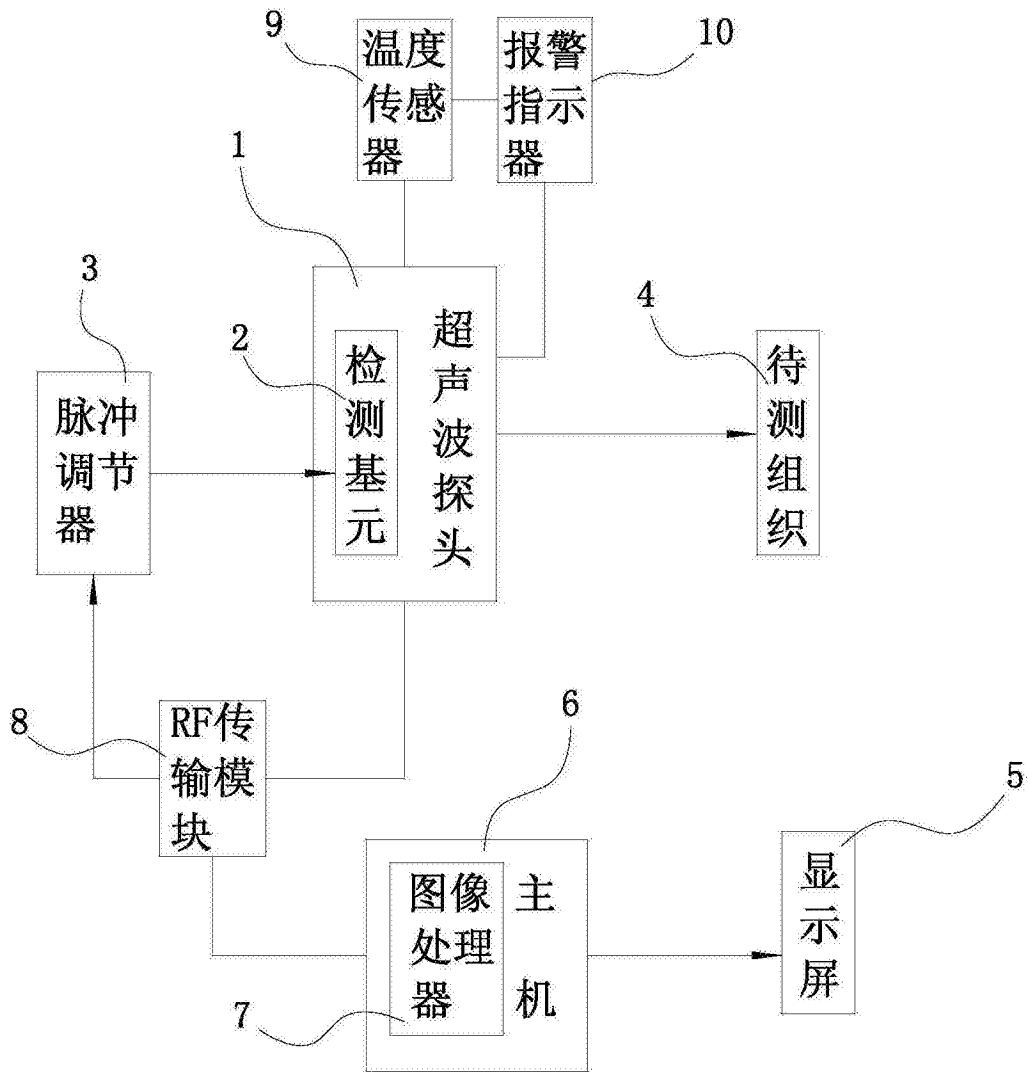 9
温度
传感
器
报警
指示
器
10
1
3
脉冲
调节
器
2
检测基元
超声波探头
4
待测组织
8
RF传
输模
块
6
图像
处理
器
7
主机
5
显示屏